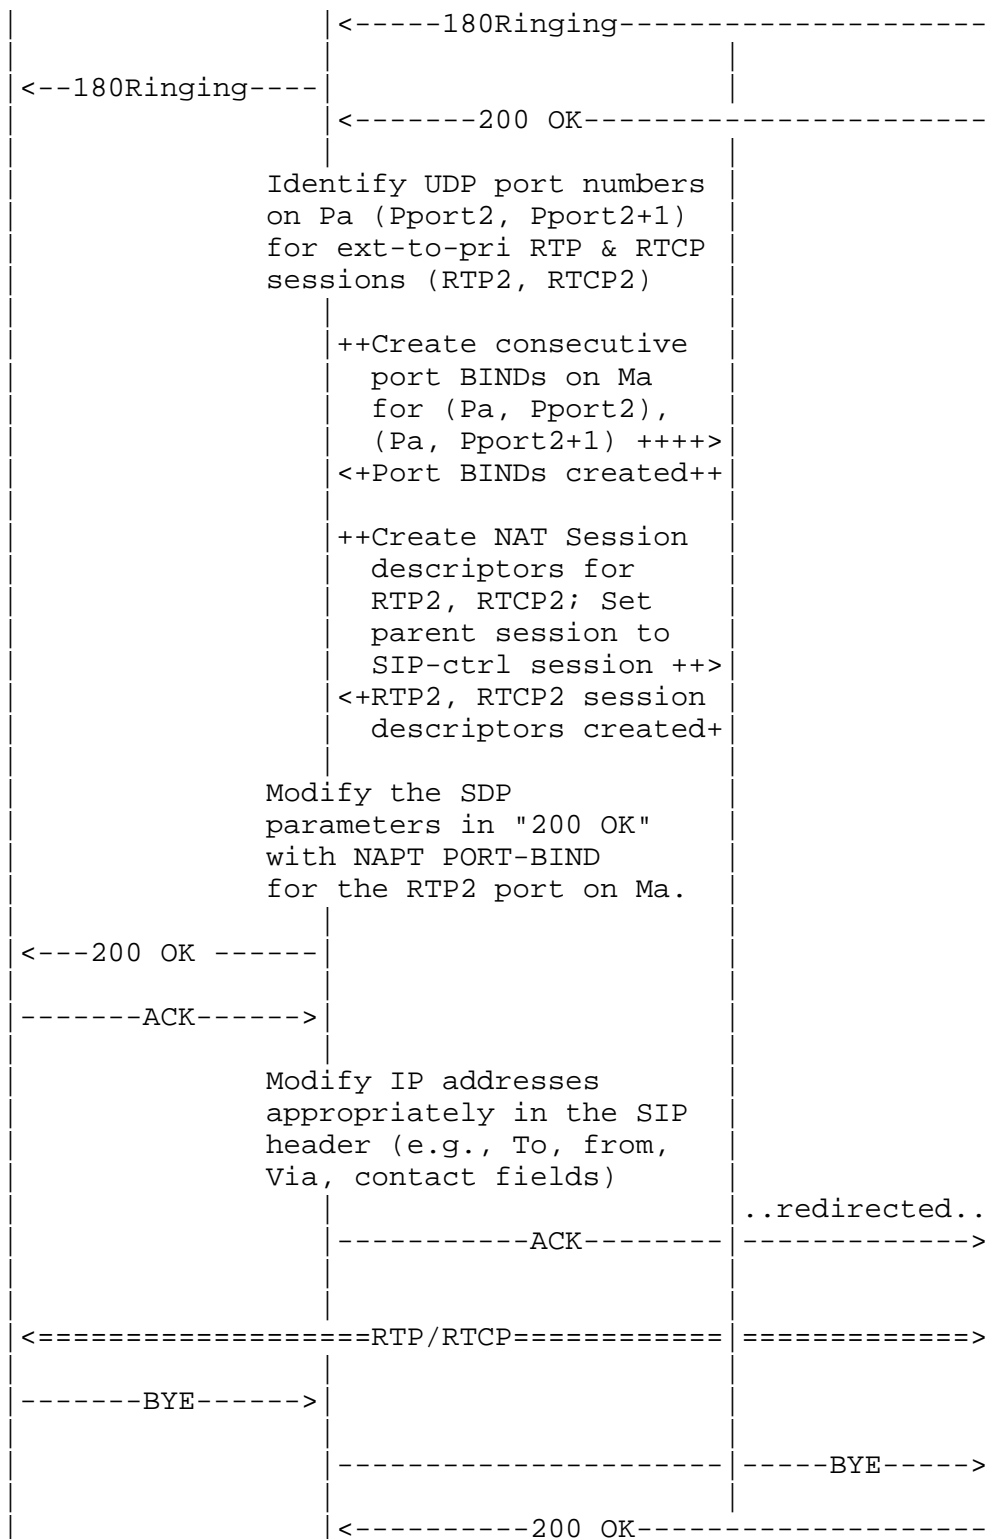 |                  |<-----180Ringing---------------------
|                  |                      |
|<--180Ringing----|                      |
|                  |<-------200 OK-----------------------
|                  |                      |
|              Identify UDP port numbers  |
|              on Pa (Pport2, Pport2+1)   |
|              for ext-to-pri RTP & RTCP  |
|              sessions (RTP2, RTCP2)     |
|                  |                      |
|                  |++Create consecutive  |
|                  |  port BINDs on Ma    |
|                  |  for (Pa, Pport2),   |
|                  |  (Pa, Pport2+1) ++++>|
|                  |<+Port BINDs created++|
|                  |                      |
|                  |++Create NAT Session  |
|                  |  descriptors for     |
|                  |  RTP2, RTCP2; Set    |
|                  |  parent session to   |
|                  |  SIP-ctrl session ++>|
|                  |<+RTP2, RTCP2 session |
|                  |  descriptors created+|
|                  |                      |
|              Modify the SDP             |
|              parameters in "200 OK"     |
|              with NAPT PORT-BIND        |
|              for the RTP2 port on Ma.   |
|                  |                      |
|<---200 OK ------|                      |
|                  |                      |
|-------ACK------>|                      |
|                  |                      |
|              Modify IP addresses        |
|              appropriately in the SIP   |
|              header (e.g., To, from,    |
|              Via, contact fields)       |
|                  |                      |..redirected..
|                  |-----------ACK--------|------------->
|                  |                      |
|                  |                      |
|<===================RTP/RTCP============|=============>
|                  |                      |
|-------BYE------>|                      |
|                  |                      |
|                  |----------------------|-----BYE----->
|                  |                      |
|                  |<----------200 OK--------------------